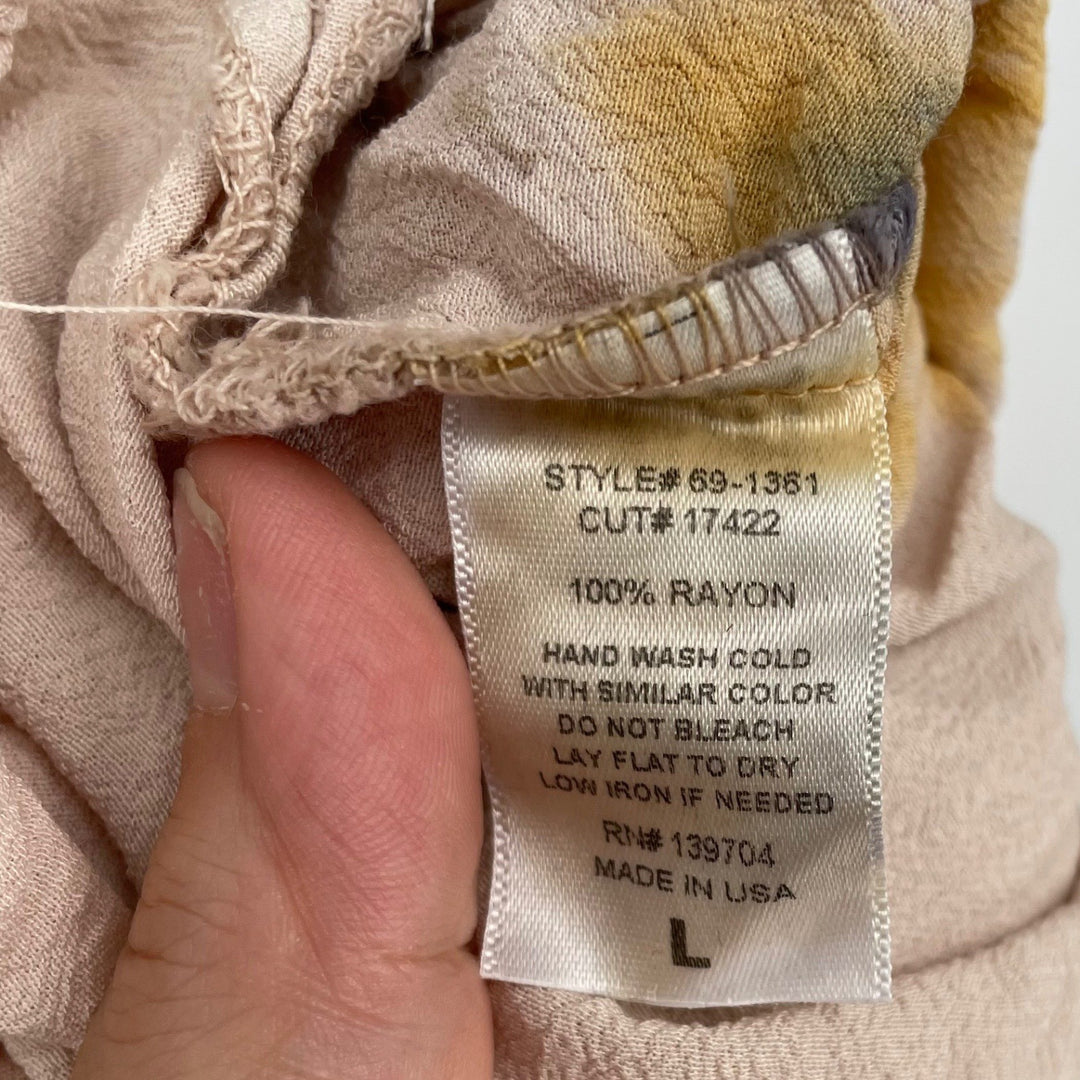 STYLE# 69-1361
CUT# 17422
100% RAYON
HAND WASH COLD
WITH SIMILAR COLOR
DO NOT BLEACH
LAY FLAT TO DRY
LOW IRON IF NEEDED
RN# 139704
MADE IN USA
L